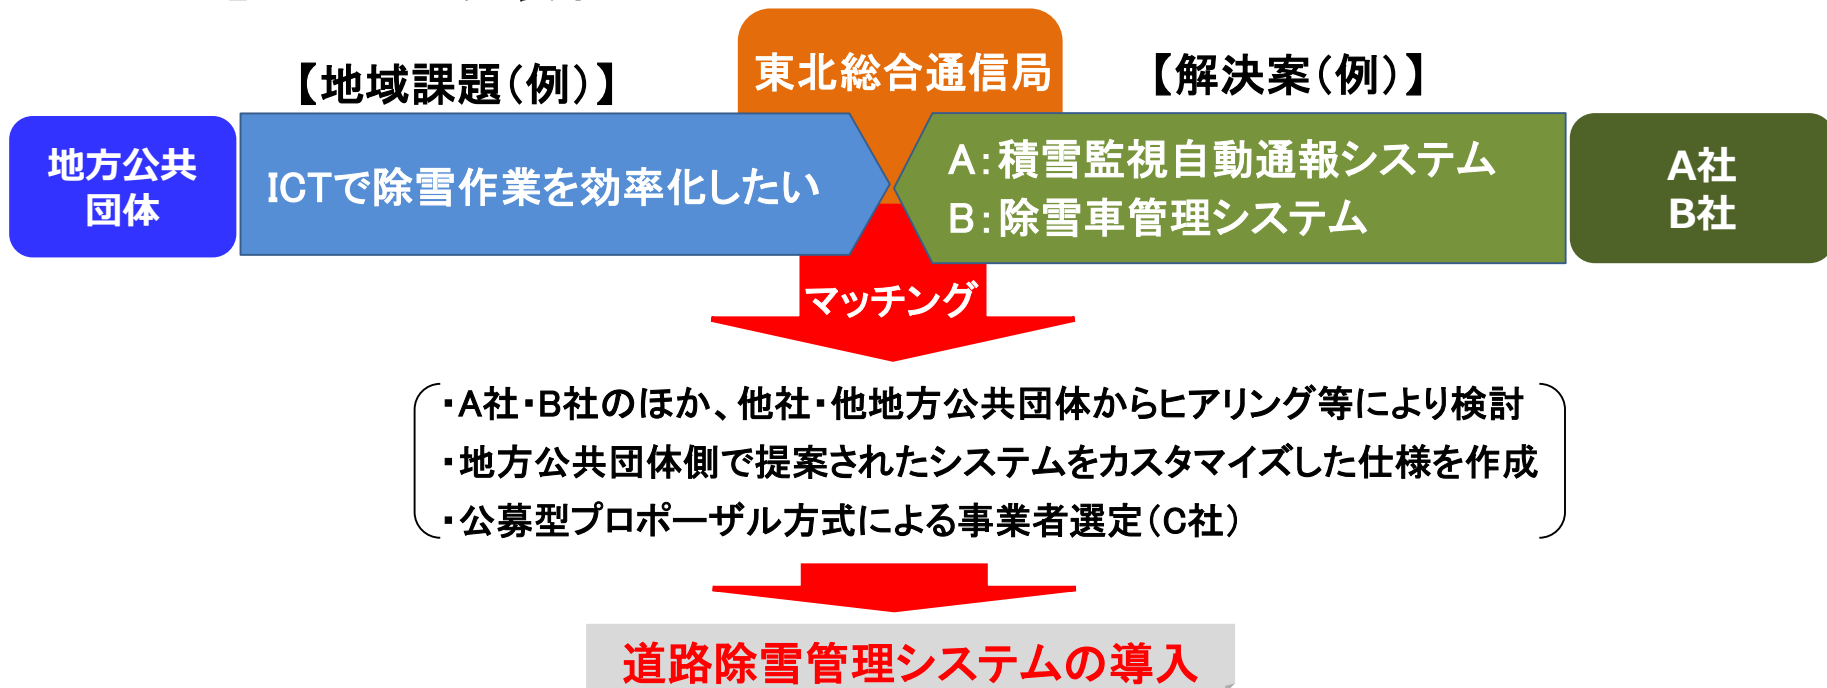 東北総合通信局
【地域課題(例)】
【解決案(例)】
地方公共
団体
ICTで除雪作業を効率化したい
A:積雪監視自動通報システム
B:除雪車管理システム
A社
B社
マッチング
・A社・B社のほか、他社・他地方公共団体からヒアリング等により検討
・地方公共団体側で提案されたシステムをカスタマイズした仕様を作成
・公募型プロポーザル方式による事業者選定(C社)
道路除雪管理システムの導入